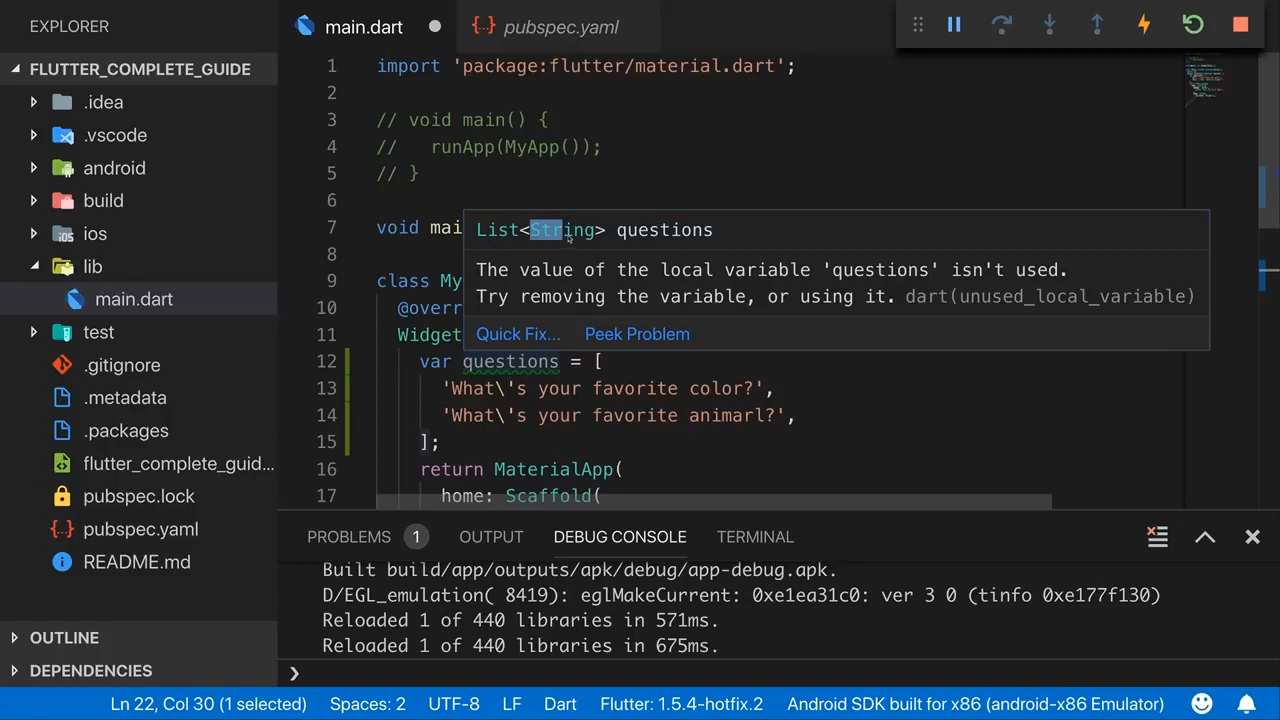 EXPLORER
FLUTTER_COMPLETE_GUIDE
.idea
.vscode
android
build
ios
lib
main.dart
test
.gitignore
.metadata
.packages
flutter_complete_guid...
pubspec.lock
pubspec.yaml
README.md
OUTLINE
DEPENDENCIES
main.dart
pubspec.yaml
1 import 'package:flutter/material.dart';
2
3 // void main() {
4 //   runApp(MyApp());
5 // }
6
7 void mai
8
9 class My
10 @overr
11 Widget
List<String> questions
The value of the local variable 'questions' isn't used.
Try removing the variable, or using it. dart(unused_local_variable)
Quick Fix... Peek Problem
12 var questions = [
13 'What\'s your favorite color?',
14 'What\'s your favorite animarl?',
15 ];
16 return MaterialApp(
17 home: Scaffold(
PROBLEMS 1 OUTPUT DEBUG CONSOLE TERMINAL
Built build/app/outputs/apk/debug/app-debug.apk.
D/EGL_emulation( 8419): eglMakeCurrent: 0xe1ea31c0: ver 3 0 (tinfo 0xe177f130)
Reloaded 1 of 440 libraries in 571ms.
Reloaded 1 of 440 libraries in 675ms.
Ln 22, Col 30 (1 selected) Spaces: 2 UTF-8 LF Dart Flutter: 1.5.4-hotfix.2 Android SDK built for x86 (android-x86 Emulator)